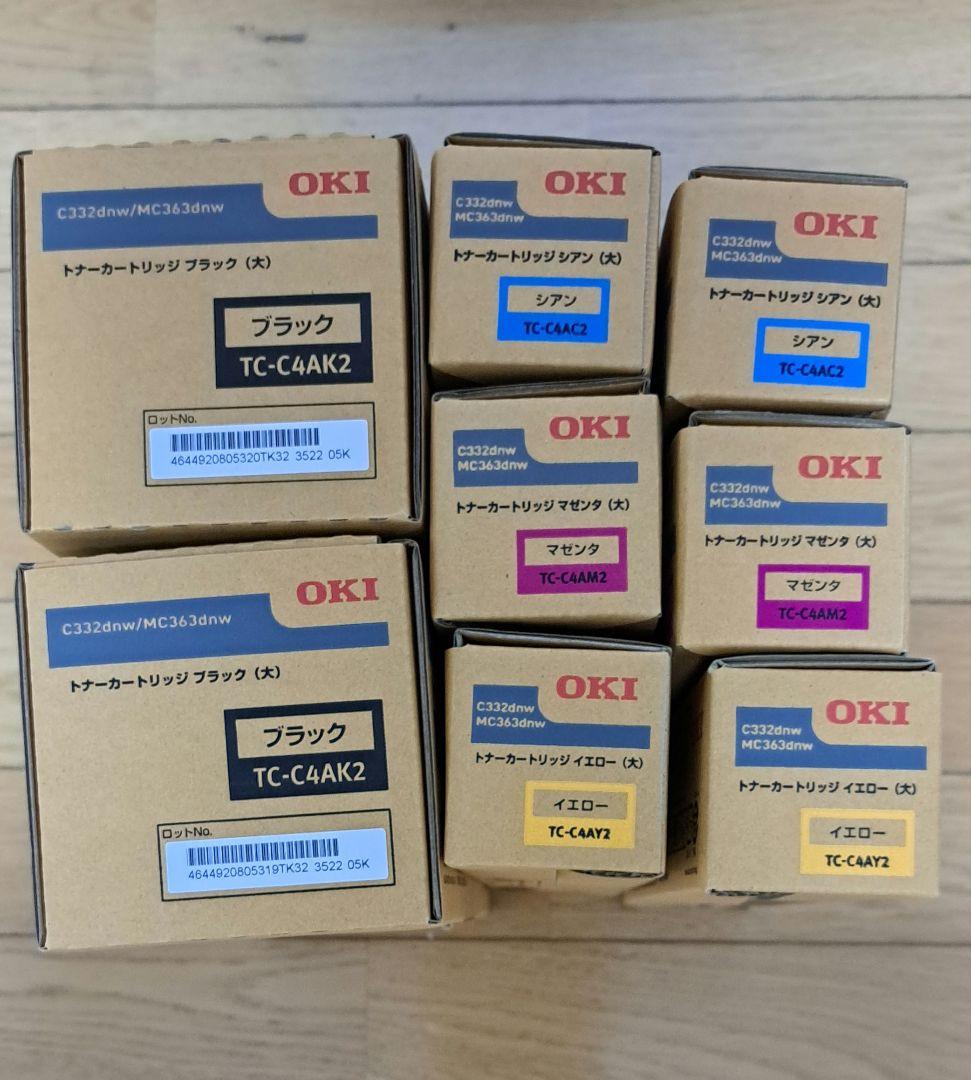 OKI
C332dnw/MC363dnw
トナーカートリッジ ブラック（大）
ブラック
TC-C4AK2
ロットNo.
4644920805320TK32 3522 05K
OKI
C332dnw/MC363dnw
トナーカートリッジ ブラック（大）
ブラック
TC-C4AK2
ロットNo.
4644920805319TK32 3522 05K
OKI
C332dnw
MC363dnw
トナーカートリッジ シアン（大）
シアン
TC-C4AC2
OKI
C332dnw
MC363dnw
トナーカートリッジ マゼンタ（大）
マゼンタ
TC-C4AM2
OKI
C332dnw
MC363dnw
トナーカートリッジ イエロー（大）
イエロー
TC-C4AY2
OKI
C332dnw
MC363dnw
トナーカートリッジ シアン（大）
シアン
TC-C4AC2
OKI
C332dnw
MC363dnw
トナーカートリッジ マゼンタ（大）
マゼンタ
TC-C4AM2
OKI
C332dnw
MC363dnw
トナーカートリッジ イエロー（大）
イエロー
TC-C4AY2